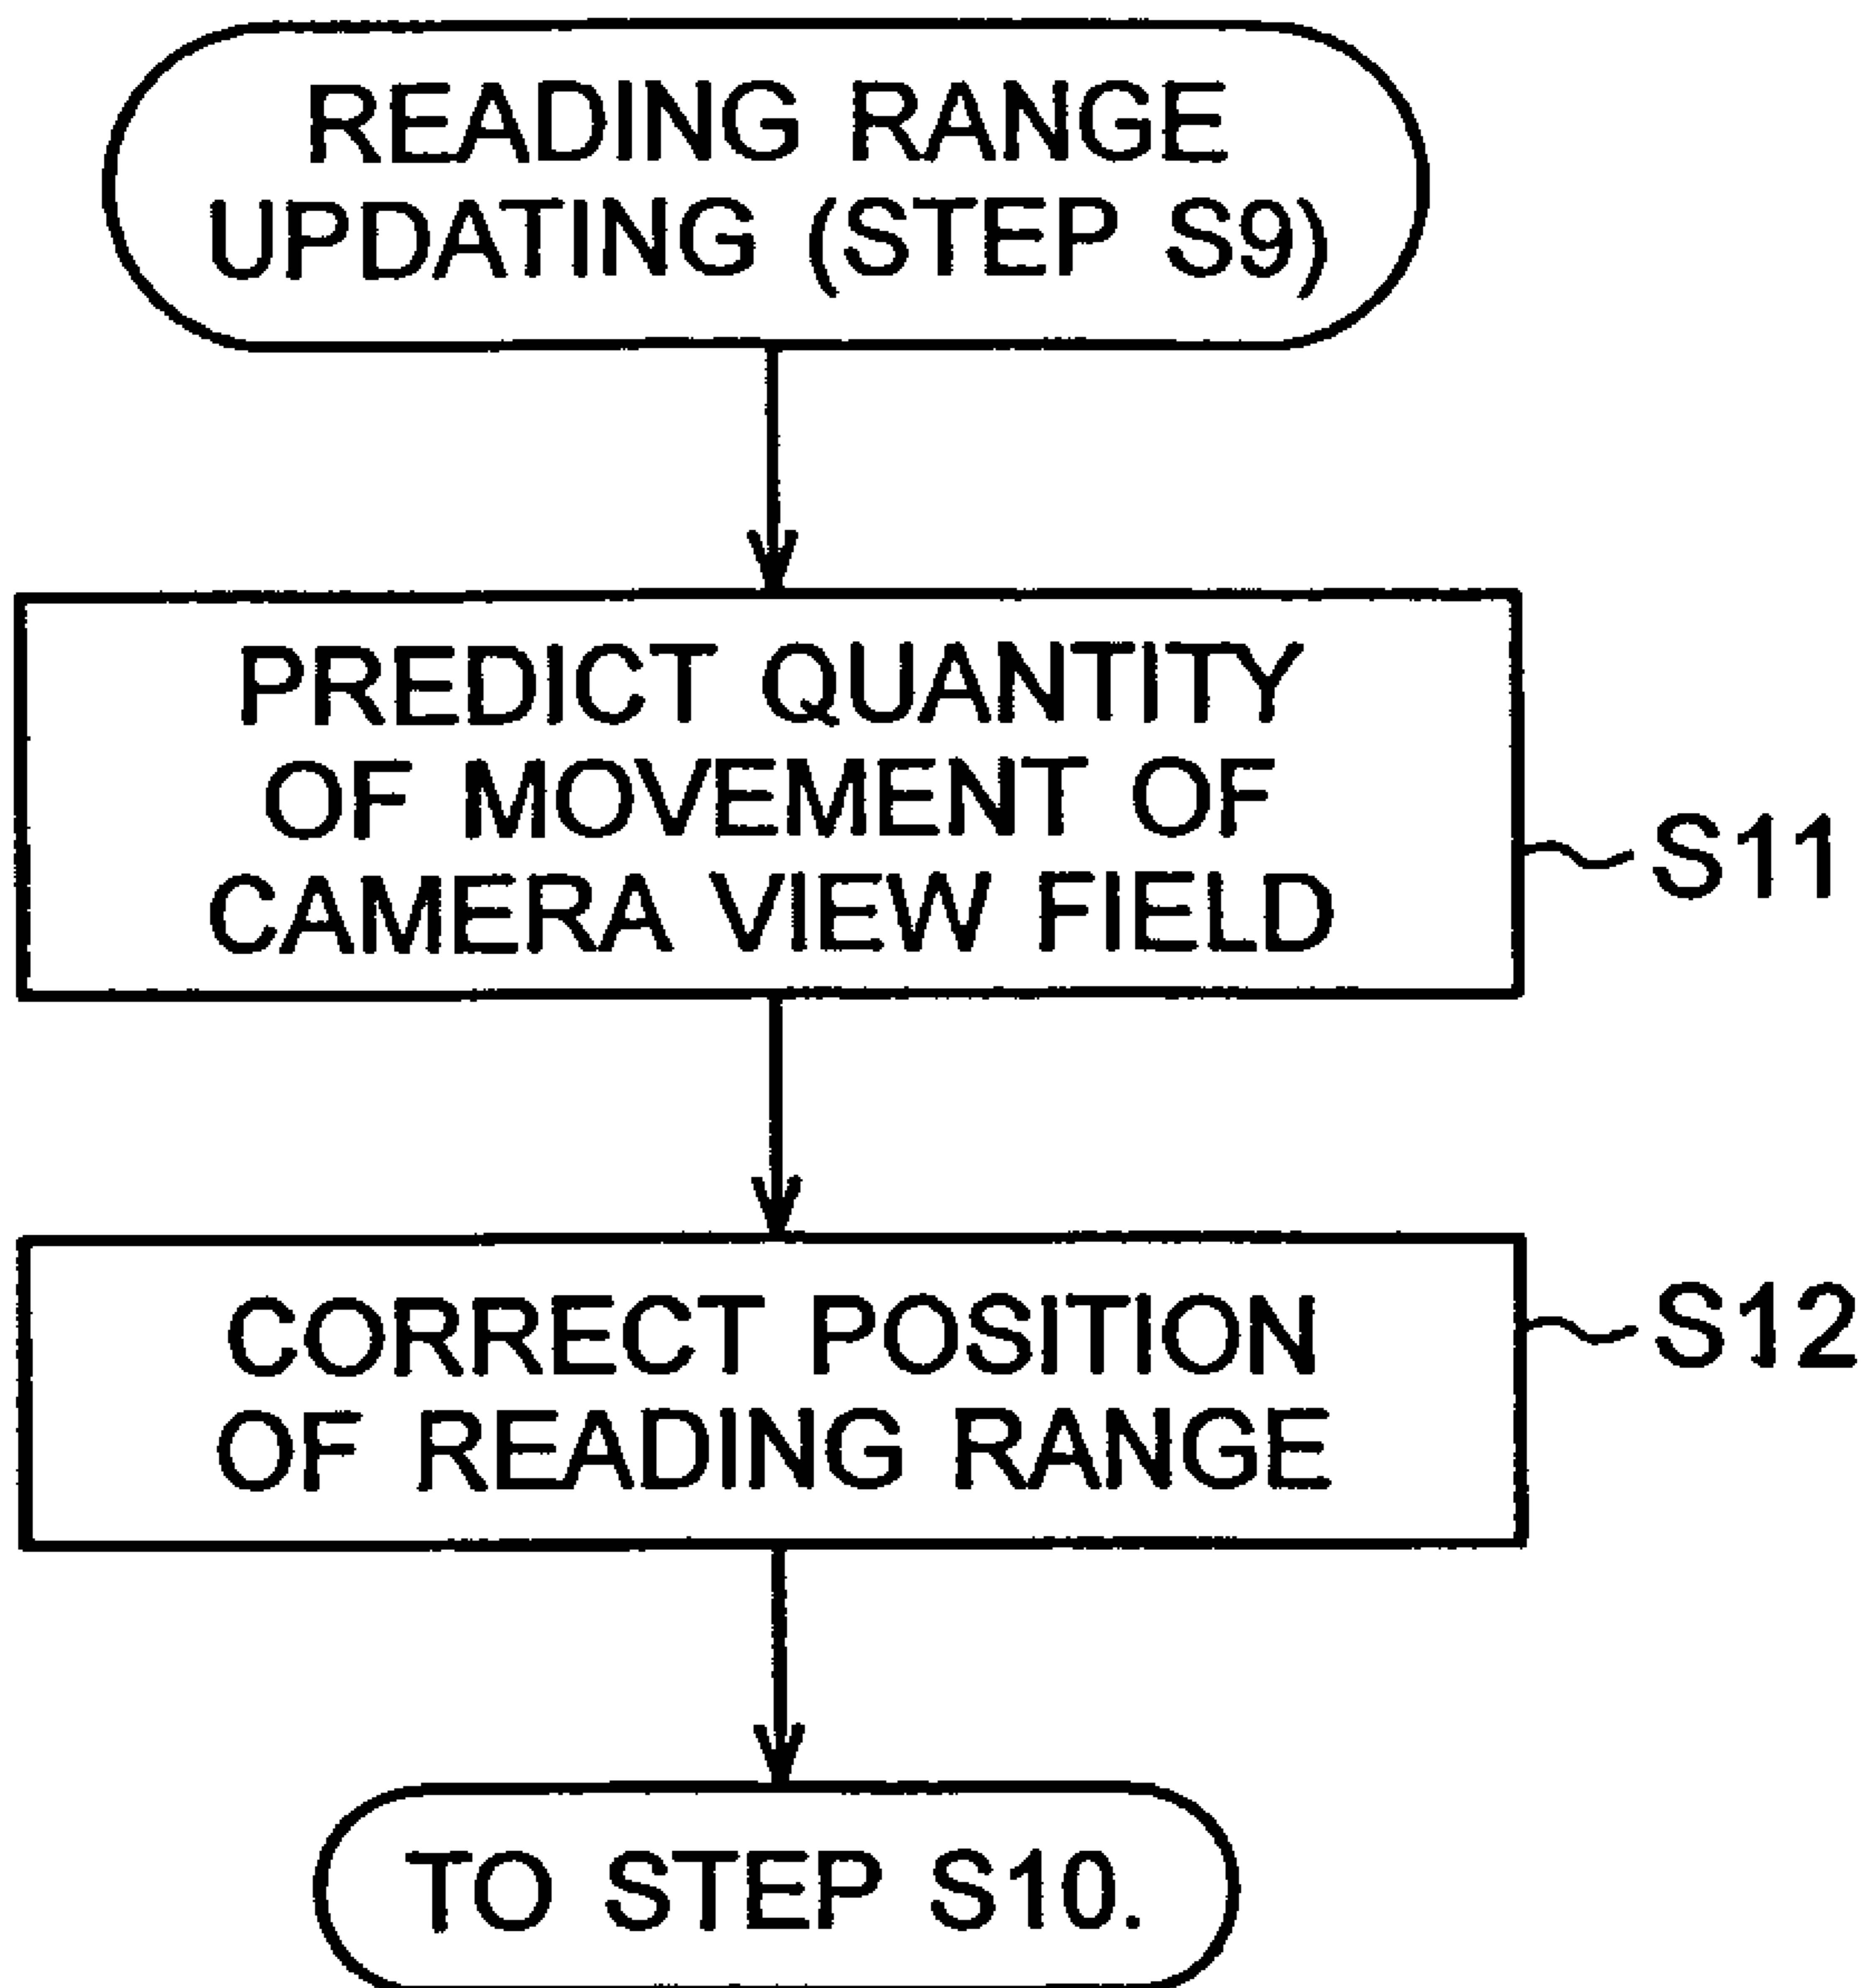 READING RANGE
UPDATING (STEP S9)
PREDICT QUANTITY
OF MOVEMENT OF
CAMERA VIEW FIELD
S11
CORRECT POSITION
OF READING RANGE
S12
TO STEP S10.